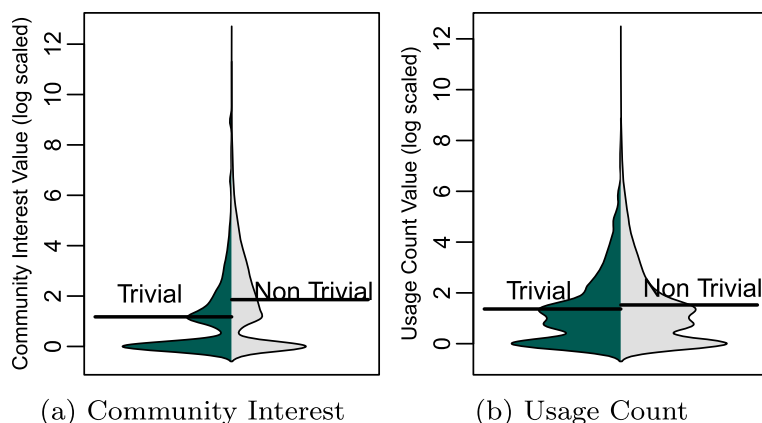 Community Interest Value (log scaled)
12
10
8
6
4
2
0
Trivial
Non Trivial
(a) Community Interest
Usage Count Value (log scaled)
12
10
8
6
4
2
0
Trivial
Non Trivial
(b) Usage Count